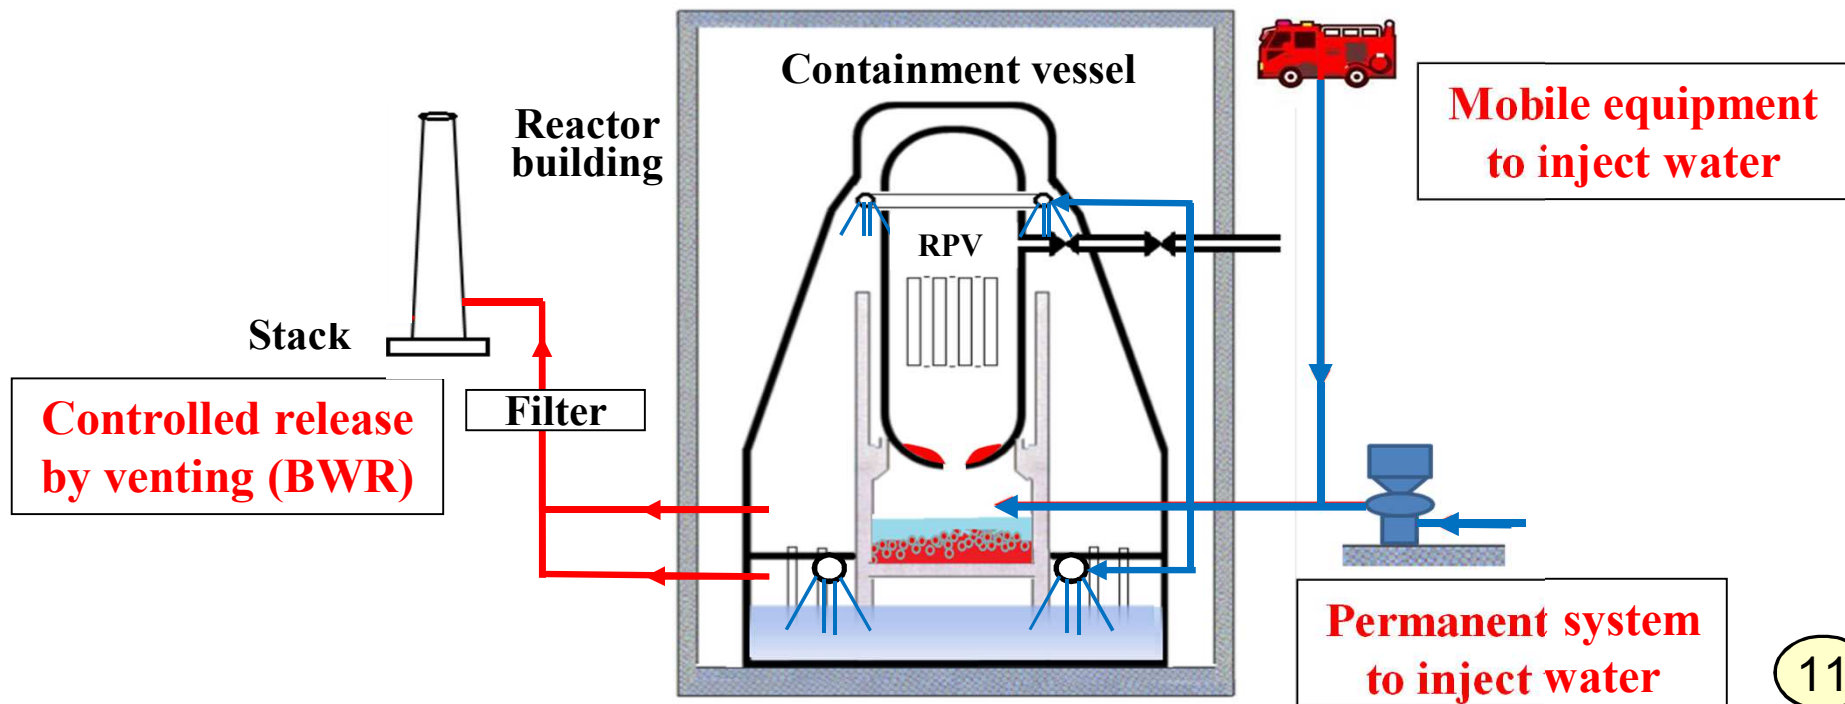 Containment vessel
Reactor
building
Mobile equipment
to inject water
RPV
Stack
Controlled release
by venting (BWR)
Filter
Permanent system
to inject water
11